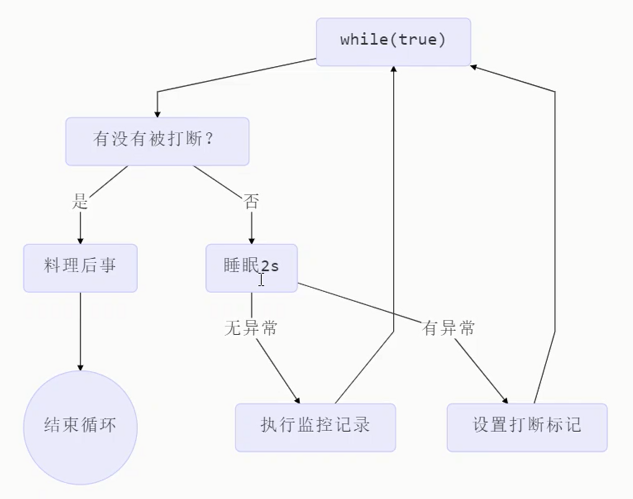 while(true)
有没有被打断？
是
否
料理后事
睡眠2s
无异常
有异常
结束循环
执行监控记录
设置打断标记